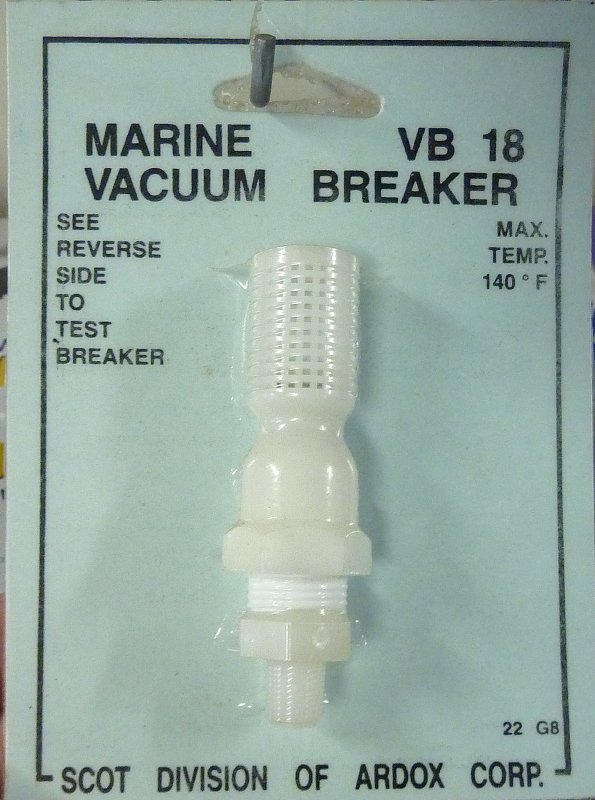 MARINE VB 18
VACUUM BREAKER
SEE
REVERSE
SIDE
TO
TEST
BREAKER
MAX.
TEMP.
140 ° F
22 G8
SCOT DIVISION OF ARDOX CORP.